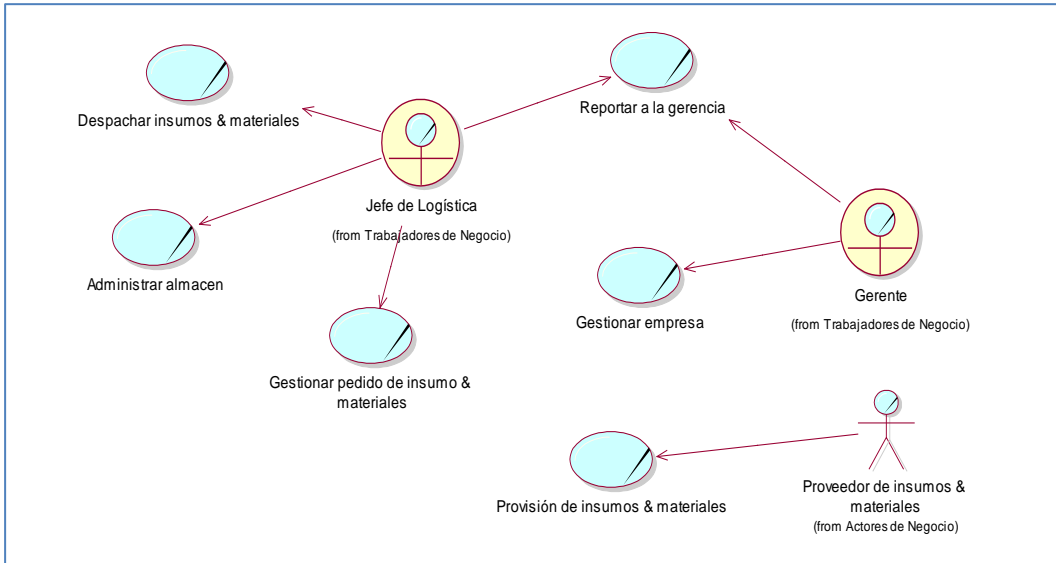 Despachar insumos & materiales
Reportar a la gerencia
Jefe de Logística
(from Trabajadores de Negocio)
Administrar almacen
Gerente
(from Trabajadores de Negocio)
Gestionar empresa
Gestionar pedido de insumo &
materiales
Proveedor de insumos &
materiales
(from Actores de Negocio)
Provisión de insumos & materiales